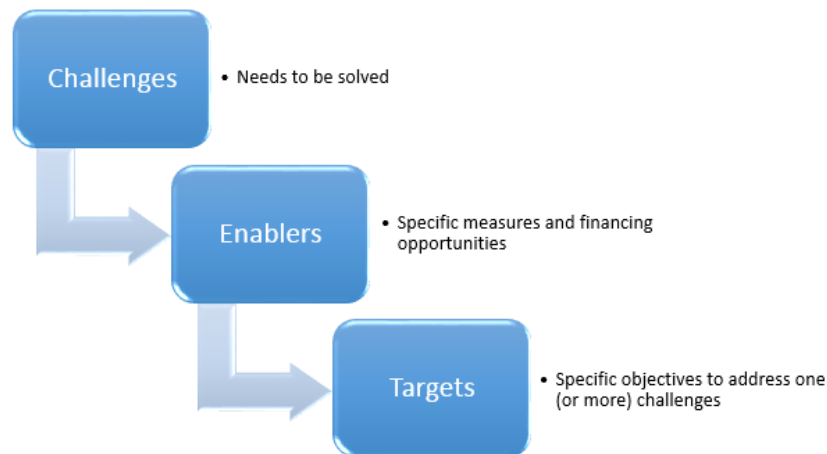 Challenges
• Needs to be solved
Enablers
• Specific measures and financing
opportunities
Targets
• Specific objectives to address one
(or more) challenges